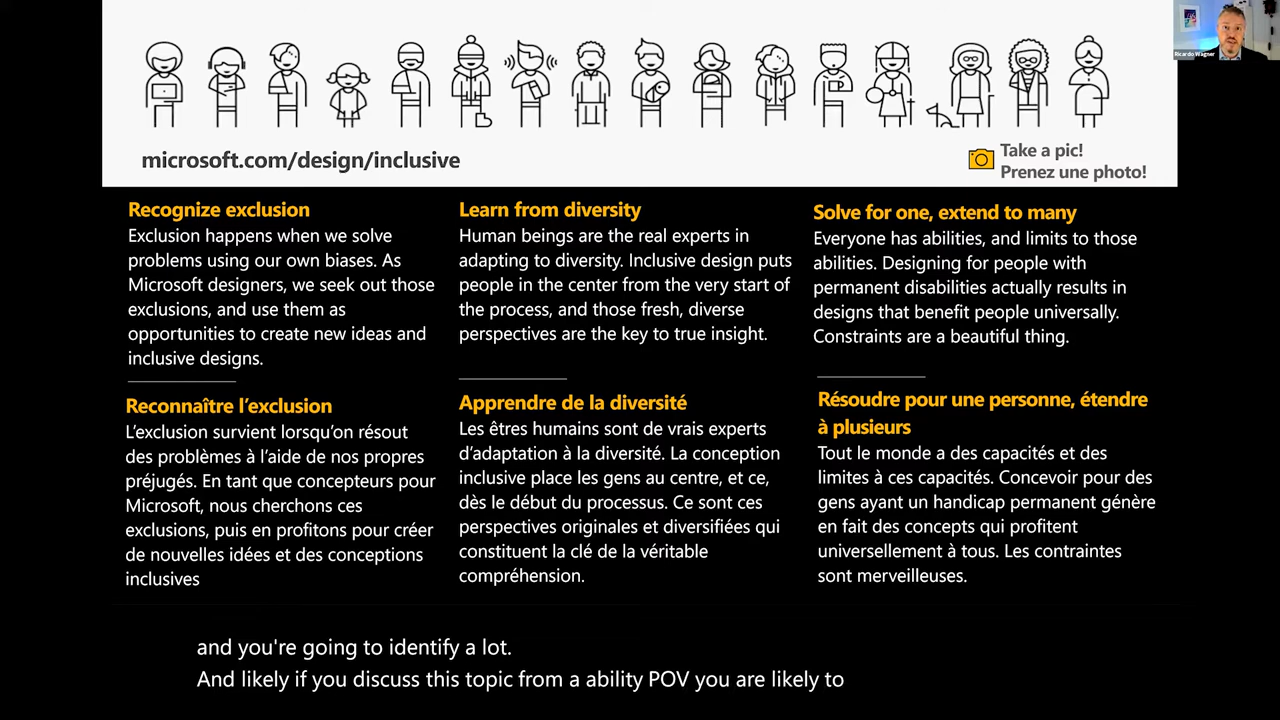 Ricardo Wagner
microsoft.com/design/inclusive
Take a pic!
Prenez une photo!
Recognize exclusion
Exclusion happens when we solve
problems using our own biases. As
Microsoft designers, we seek out those
exclusions, and use them as
opportunities to create new ideas and
inclusive designs.
Learn from diversity
Human beings are the real experts in
adapting to diversity. Inclusive design puts
people in the center from the very start of
the process, and those fresh, diverse
perspectives are the key to true insight.
Solve for one, extend to many
Everyone has abilities, and limits to those
abilities. Designing for people with
permanent disabilities actually results in
designs that benefit people universally.
Constraints are a beautiful thing.
Reconnaître l’exclusion
L’exclusion survient lorsqu’on résout
des problèmes à l’aide de nos propres
préjugés. En tant que concepteurs pour
Microsoft, nous cherchons ces
exclusions, puis en profitons pour créer
de nouvelles idées et des conceptions
inclusives
Apprendre de la diversité
Les êtres humains sont de vrais experts
d’adaptation à la diversité. La conception
inclusive place les gens au centre, et ce,
dès le début du processus. Ce sont ces
perspectives originales et diversifiées qui
constituent la clé de la véritable
compréhension.
Résoudre pour une personne, étendre
à plusieurs
Tout le monde a des capacités et des
limites à ces capacités. Concevoir pour des
gens ayant un handicap permanent génère
en fait des concepts qui profitent
universellement à tous. Les contraintes
sont merveilleuses.
and you're going to identify a lot.
And likely if you discuss this topic from a ability POV you are likely to